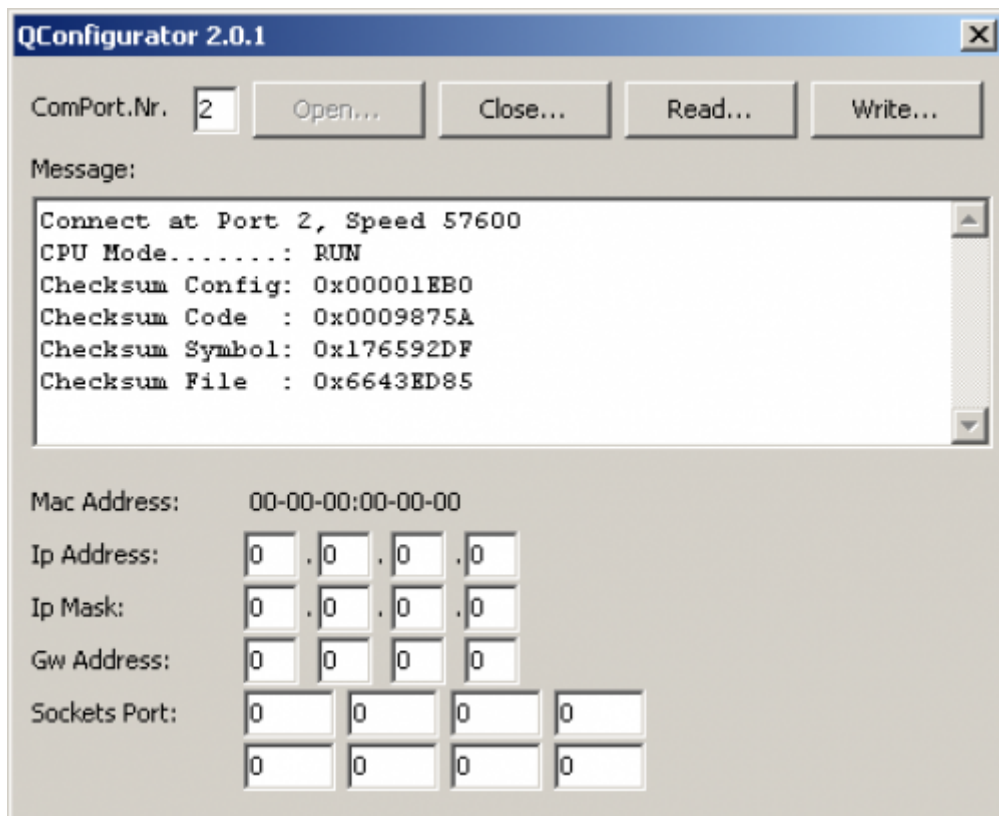 QConfigurator 2.0.1
ComPort.Nr. 2 Open... Close... Read... Write...
Message:
Connect at Port 2, Speed 57600
CPU Mode.......: RUN
Checksum Config: 0x00001EB0
Checksum Code  : 0x0009875A
Checksum Symbol: 0x176592DF
Checksum File  : 0x6643ED85
Mac Address: 00-00-00:00-00-00
Ip Address: 0 . 0 . 0 . 0
Ip Mask: 0 . 0 . 0 . 0
Gw Address: 0 0 0 0
Sockets Port: 0 0 0 0
0 0 0 0